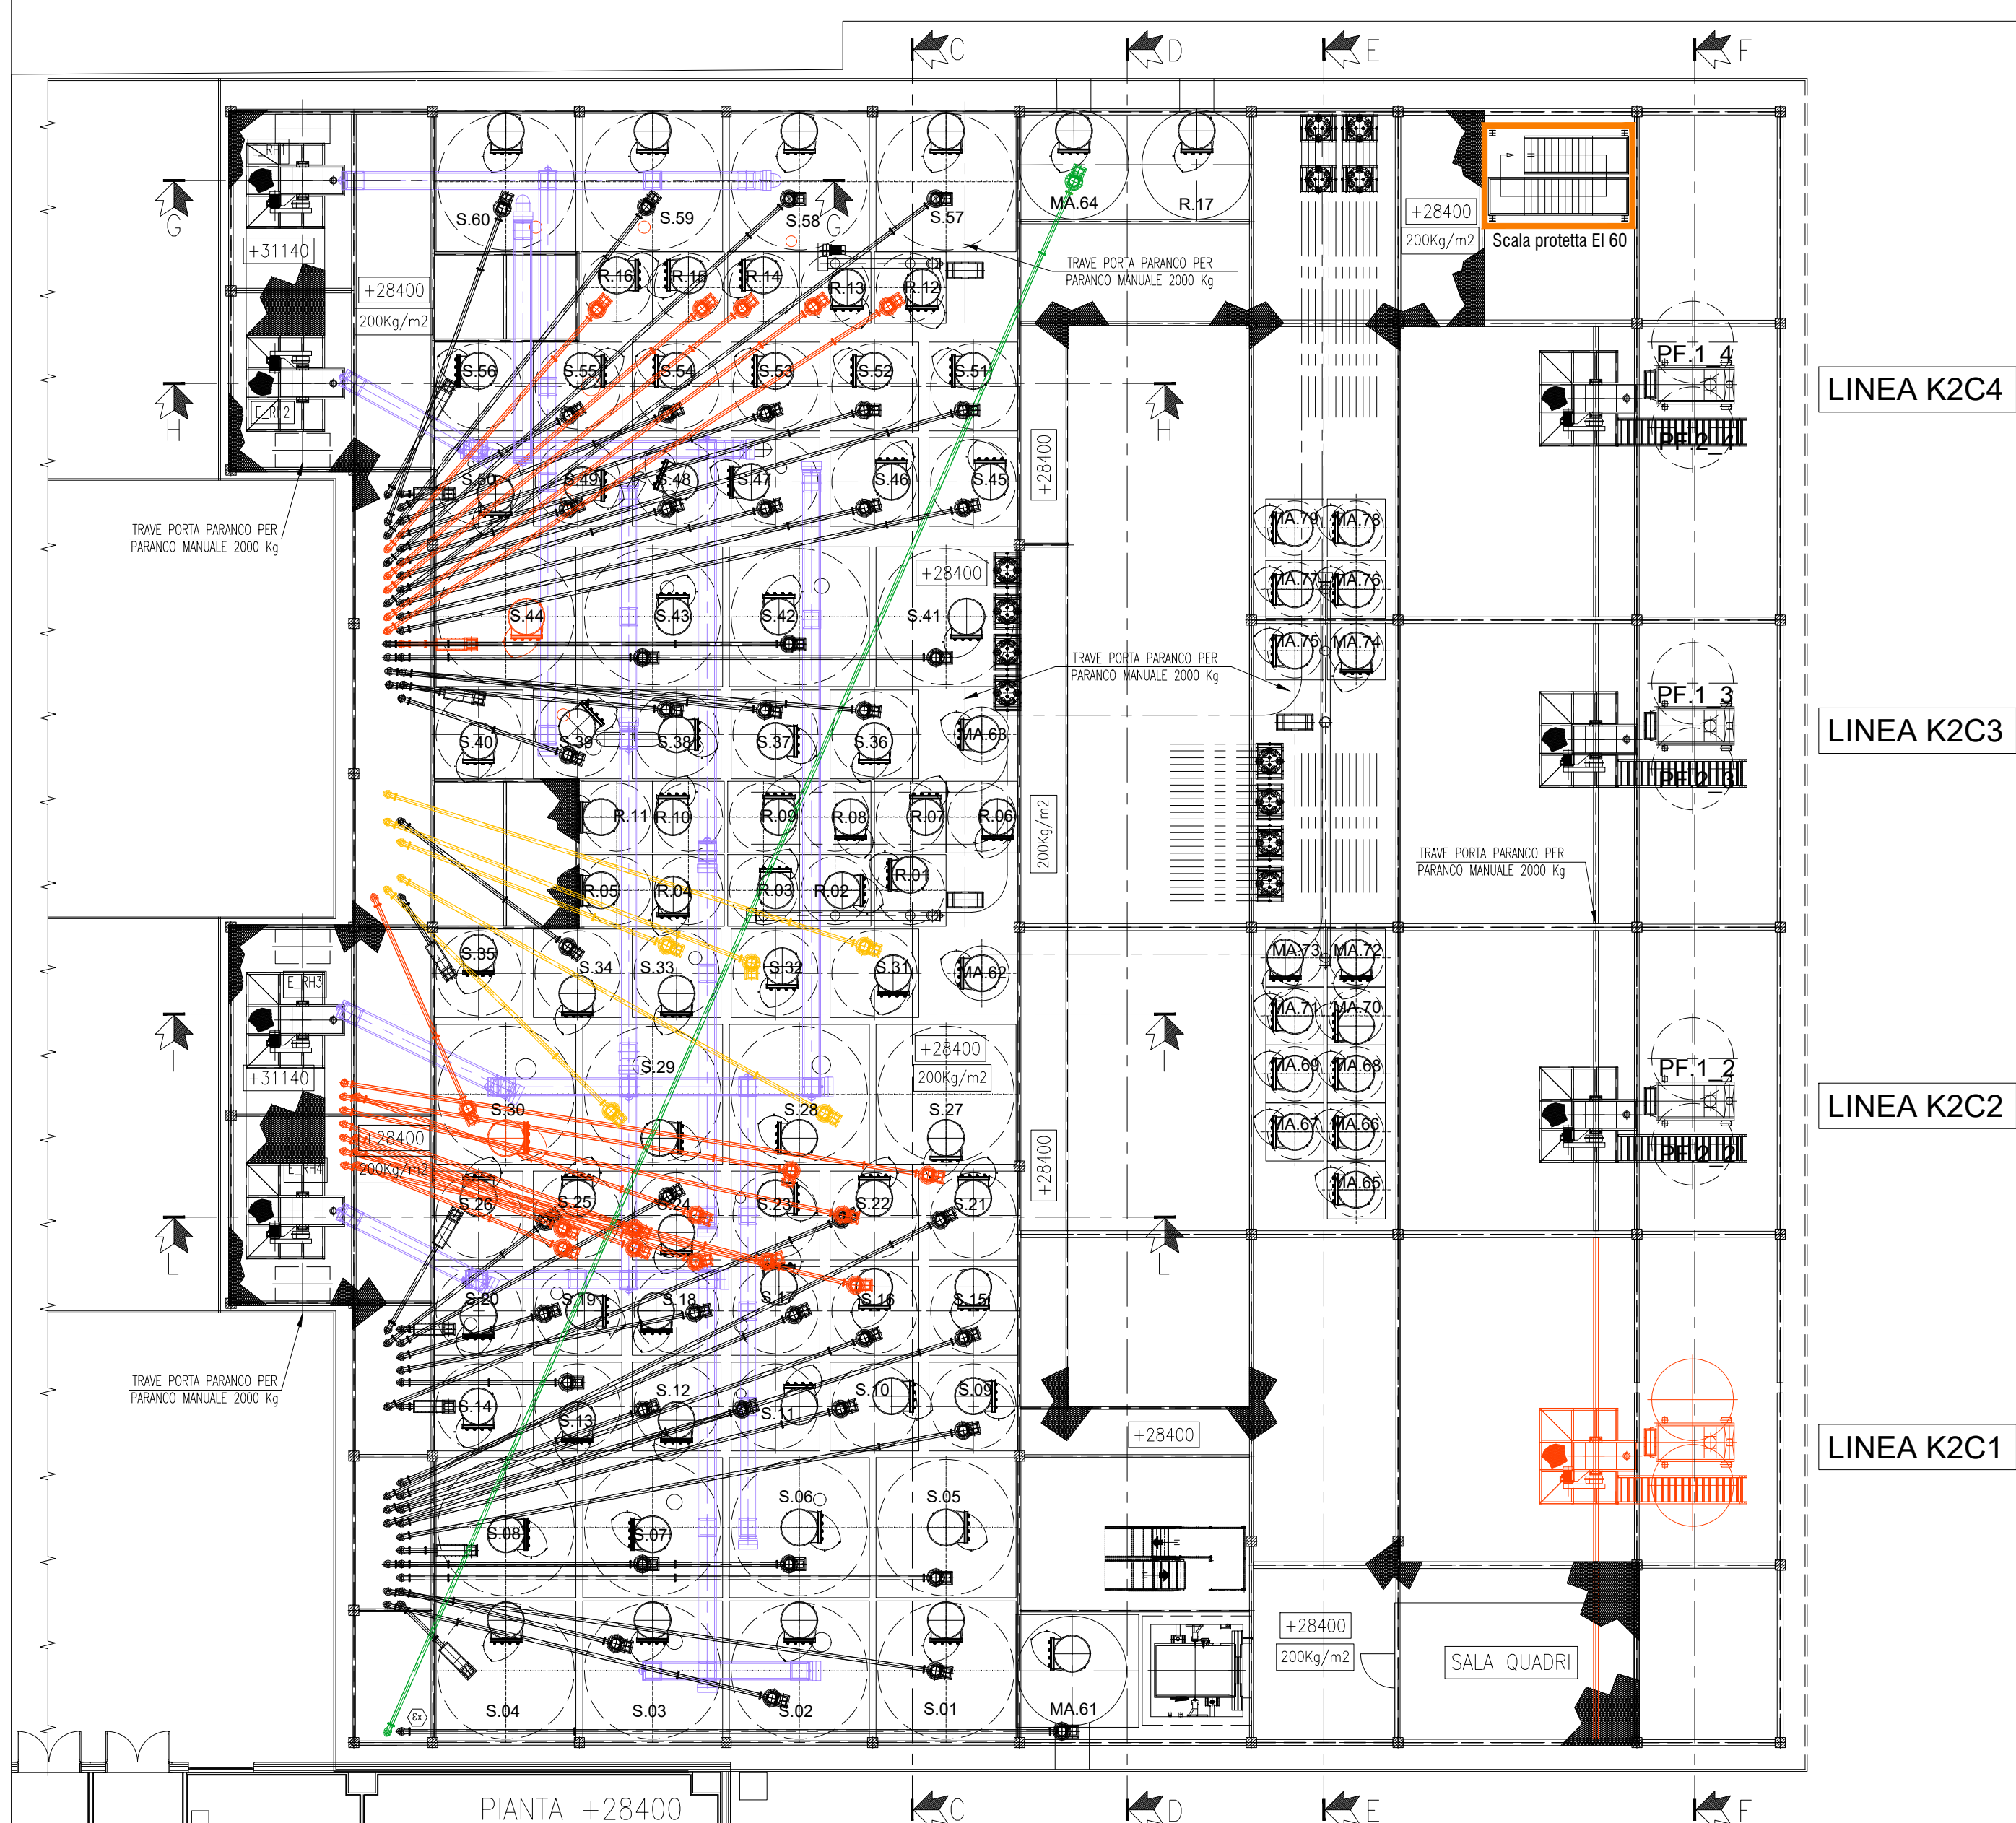 C D E F
G G
E_RH1
+31140
S.60 S.59 S.58 S.57
MA.64 R.17
+28400
200Kg/m2
Scala protetta EI 60
TRAVE PORTA PARANCO PER
PARANCO MANUALE 2000 Kg
+28400
200Kg/m2
R.16 R.15 R.14 R.13 R.12
E_RH2
H H
S.56 S.55 S.54 S.53 S.52 S.51
PF.1_4
PF.2_4
LINEA K2C4
+28400
S.50 S.49 S.48 S.47 S.46 S.45
TRAVE PORTA PARANCO PER
PARANCO MANUALE 2000 Kg
MA.79 MA.78
MA.77 MA.76
+28400
S.44 S.43 S.42 S.41
MA.75 MA.74
TRAVE PORTA PARANCO PER
PARANCO MANUALE 2000 Kg
PF.1_3
PF.2_3
LINEA K2C3
S.40 S.39 S.38 S.37 S.36 MA.63
R.11 R.10 R.09 R.08 R.07 R.06
200Kg/m2
R.05 R.04 R.03 R.02 R.01
TRAVE PORTA PARANCO PER
PARANCO MANUALE 2000 Kg
S.35 S.34 S.33 S.32 S.31 MA.62
MA.73 MA.72
E_RH3
MA.71 MA.70
I I
+31140
+28400
200Kg/m2
S.30 S.29 S.28 S.27
MA.69 MA.68
PF.1_2
PF.2_2
LINEA K2C2
+28400
200Kg/m2
MA.67 MA.66
+28400
E_RH4
MA.65
S.26 S.25 S.24 S.23 S.22 S.21
L L
S.20 S.19 S.18 S.17 S.16 S.15
TRAVE PORTA PARANCO PER
PARANCO MANUALE 2000 Kg
S.14 S.13 S.12 S.11 S.10 S.09
+28400
LINEA K2C1
S.08 S.07 S.06 S.05
+28400
200Kg/m2
SALA QUADRI
S.04 S.03 S.02 S.01 MA.61
εx
PIANTA +28400
C D E F